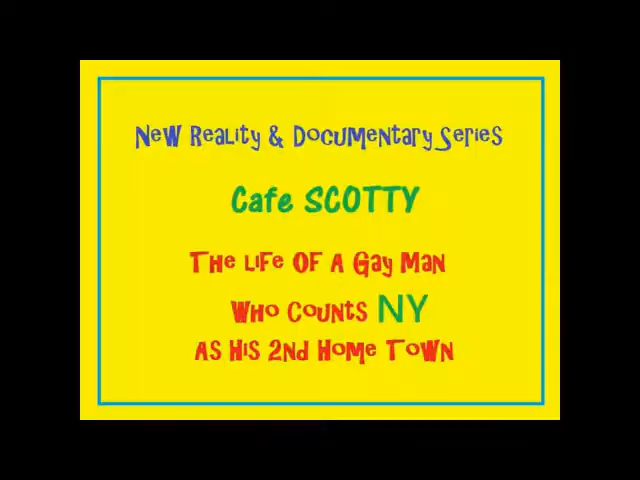 New Reality & Documentary Series
Cafe SCOTTY
The Life Of A Gay Man
Who Counts NY
As His 2nd Home Town